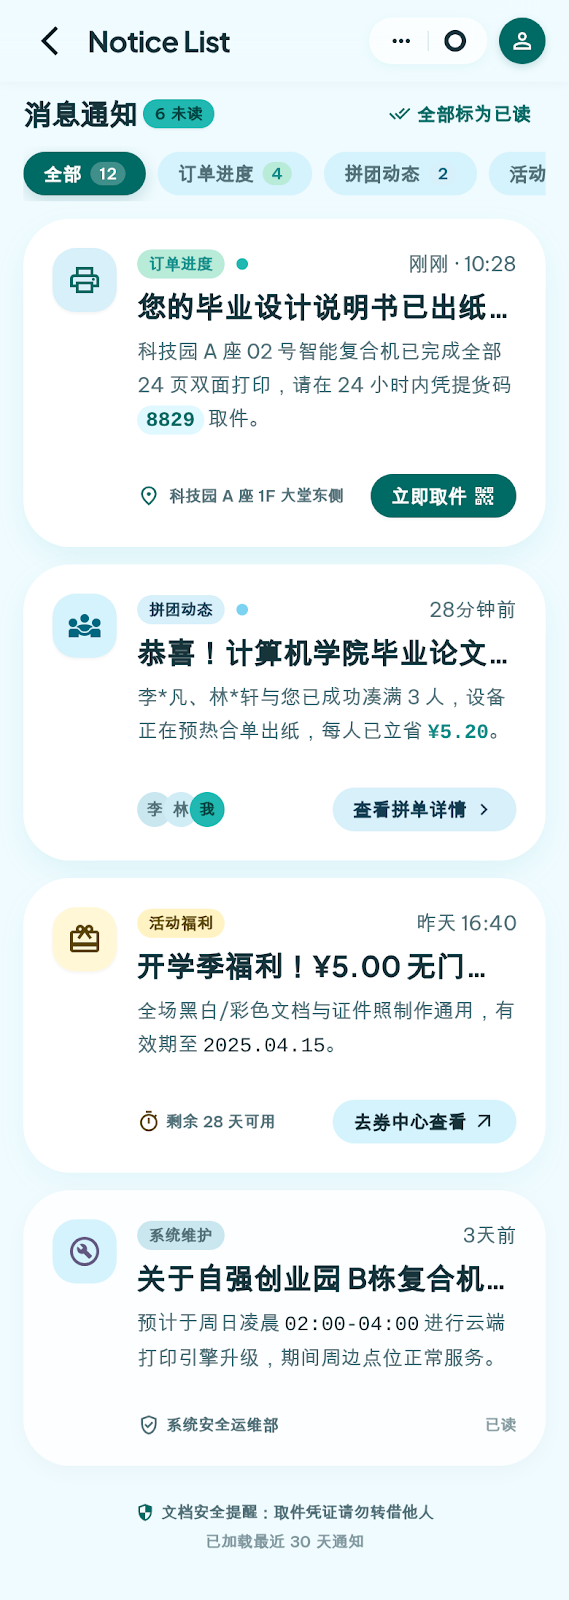 Notice List
消息通知 6 未读 全部标为已读
全部 12 订单进度 4 拼团动态 2 活动
订单进度 刚刚 · 10:28
您的毕业设计说明书已出纸...
科技园 A 座 02 号智能复合机已完成全部
24 页双面打印，请在 24 小时内凭提货码
8829 取件。
科技园 A 座 1F 大堂东侧 立即取件
拼团动态 28分钟前
恭喜！计算机学院毕业论文...
李*凡、林*轩与您已成功凑满 3 人，设备
正在预热合单出纸，每人已立省 ¥5.20。
李 林 我 查看拼单详情
活动福利 昨天 16:40
开学季福利！¥5.00 无门...
全场黑白/彩色文档与证件照制作通用，有
效期至 2025.04.15。
剩余 28 天可用 去券中心查看
系统维护 3天前
关于自强创业园 B栋复合机...
预计于周日凌晨 02:00-04:00 进行云端
打印引擎升级，期间周边点位正常服务。
系统安全运维部 已读
文档安全提醒：取件凭证请勿转借他人
已加载最近 30 天通知